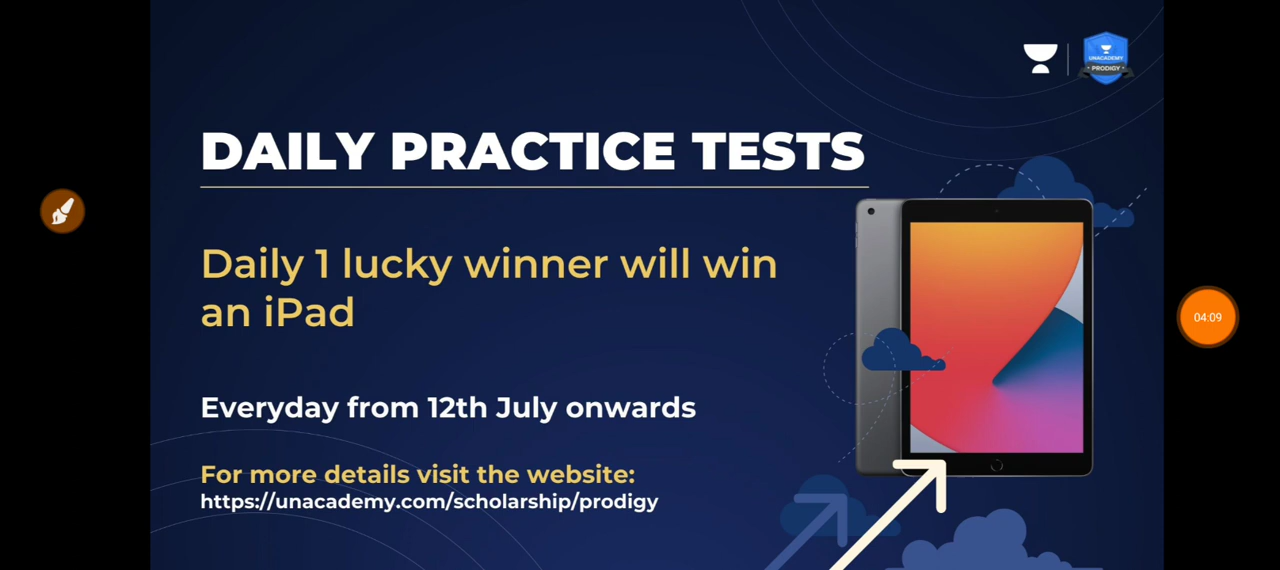 UNACADEMY
PRODIGY
DAILY PRACTICE TESTS
Daily 1 lucky winner will win
an iPad
04:09
Everyday from 12th July onwards
For more details visit the website:
https://unacademy.com/scholarship/prodigy